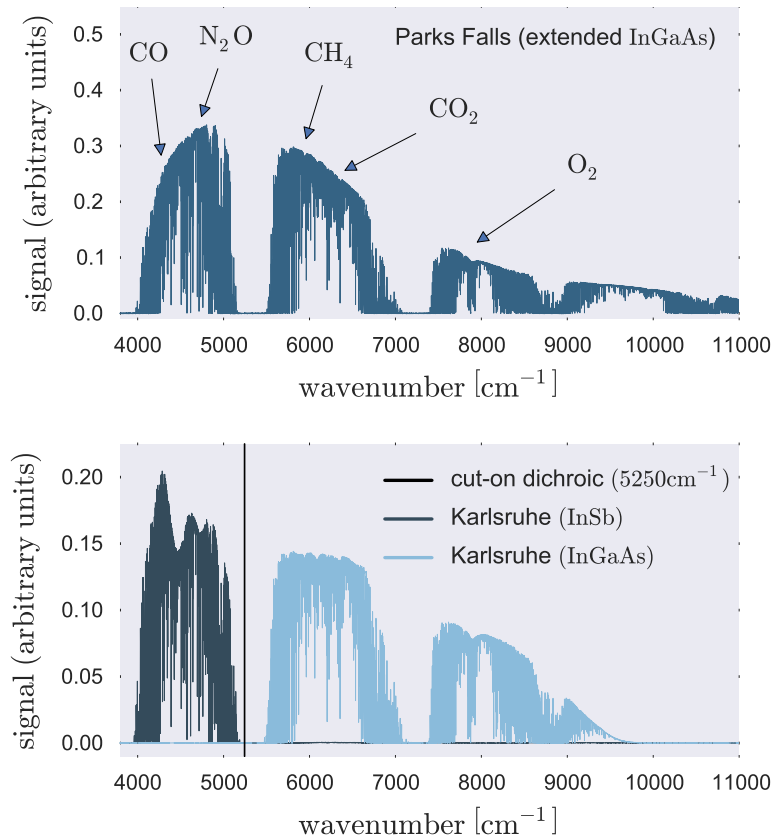 Parks Falls (extended InGaAs)
CO
N₂O
CH₄
CO₂
O₂
signal (arbitrary units)
0.5
0.4
0.3
0.2
0.1
0.0
4000 5000 6000 7000 8000 9000 10000 11000
wavenumber [cm⁻¹]
cut-on dichroic (5250cm⁻¹)
Karlsruhe (InSb)
Karlsruhe (InGaAs)
signal (arbitrary units)
0.20
0.15
0.10
0.05
0.00
4000 5000 6000 7000 8000 9000 10000 11000
wavenumber [cm⁻¹]